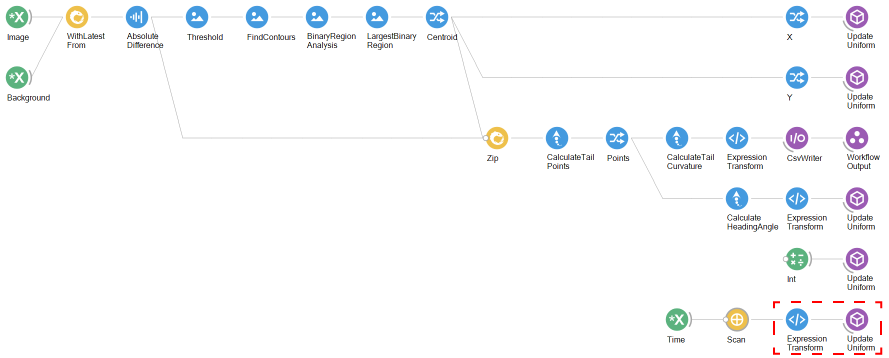 Image
WithLatest
From
Absolute
Difference
Threshold
FindContours
BinaryRegion
Analysis
LargestBinary
Region
Centroid
X
Update
Uniform
Background
Y
Update
Uniform
Zip
CalculateTail
Points
Points
CalculateTail
Curvature
Expression
Transform
CsvWriter
Workflow
Output
Calculate
HeadingAngle
Expression
Transform
Update
Uniform
Int
Update
Uniform
Time
Scan
Expression
Transform
Update
Uniform